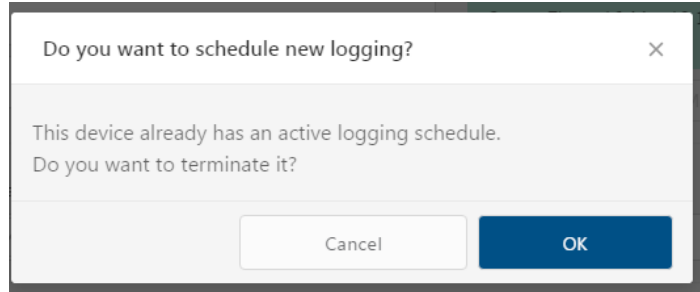 Do you want to schedule new logging?
This device already has an active logging schedule.
Do you want to terminate it?
Cancel
OK